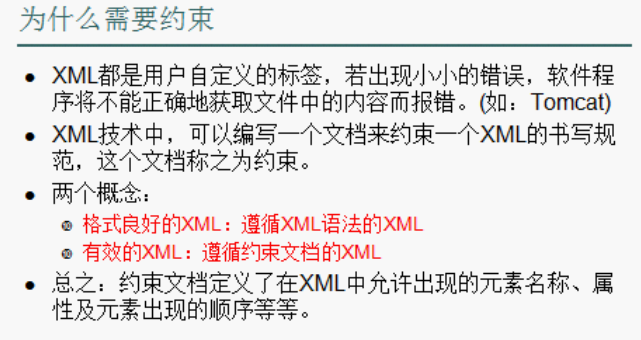 为什么需要约束
XML都是用户自定义的标签，若出现小小的错误，软件程
序将不能正确地获取文件中的内容而报错。(如：Tomcat)
XML技术中，可以编写一个文档来约束一个XML的书写规
范，这个文档称之为约束。
两个概念：
格式良好的XML：遵循XML语法的XML
有效的XML：遵循约束文档的XML
总之：约束文档定义了在XML中允许出现的元素名称、属
性及元素出现的顺序等等。